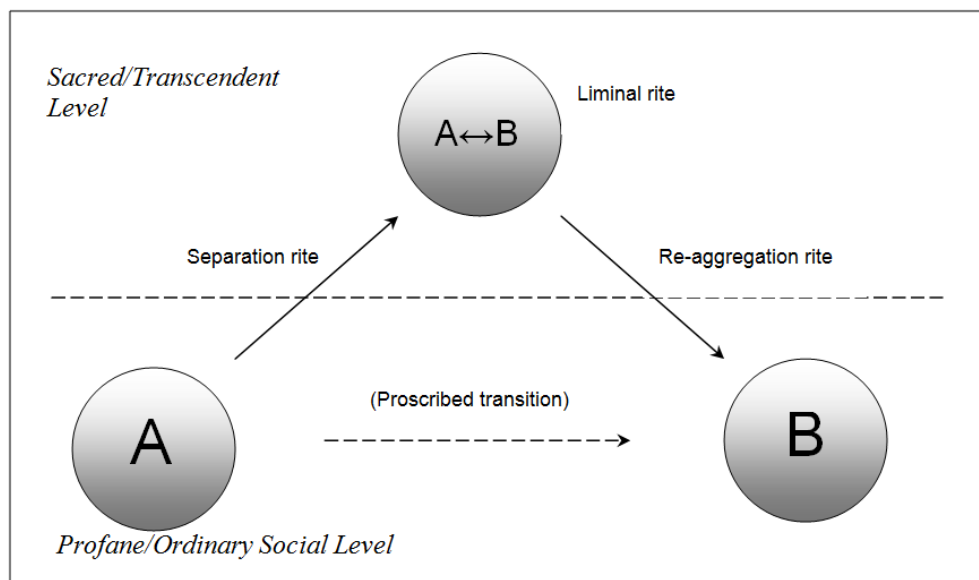 Sacred/Transcendent
Level
Liminal rite
A↔B
Separation rite
Re-aggregation rite
(Proscribed transition)
A
B
Profane/Ordinary Social Level